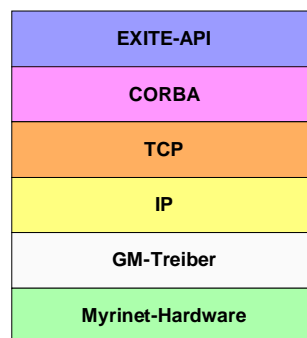 EXITE-API
CORBA
TCP
IP
GM-Treiber
Myrinet-Hardware